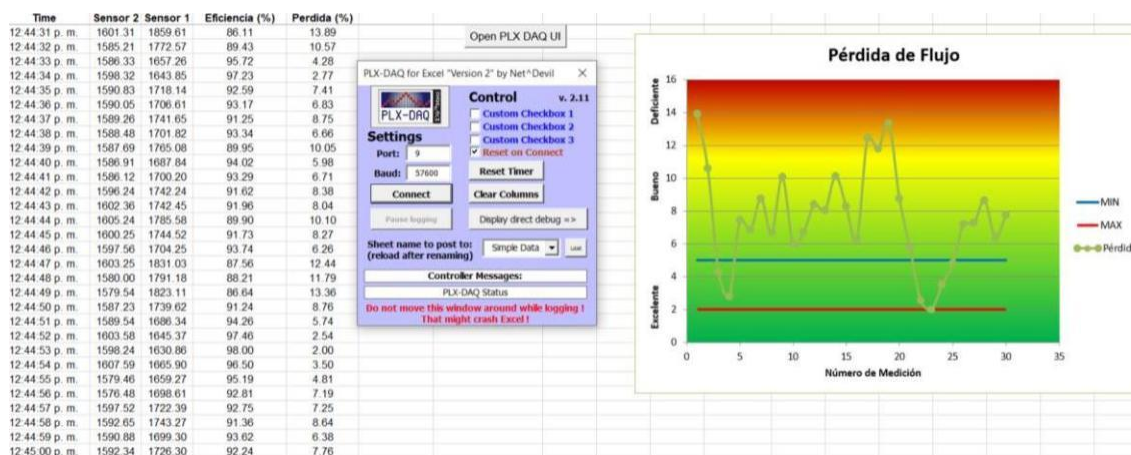 Time Sensor 2 Sensor 1 Eficiencia (%) Perdida (%)
12:44:31 p. m. 1601.31 1859.61 86.11 13.89
12:44:32 p. m. 1585.21 1772.57 89.43 10.57
12:44:33 p. m. 1586.33 1657.26 95.72 4.28
12:44:34 p. m. 1598.32 1643.85 97.23 2.77
12:44:35 p. m. 1590.83 1718.14 92.59 7.41
12:44:36 p. m. 1590.05 1706.61 93.17 6.83
12:44:37 p. m. 1589.26 1741.65 91.25 8.75
12:44:38 p. m. 1588.48 1701.82 93.34 6.66
12:44:39 p. m. 1587.69 1765.08 89.95 10.05
12:44:40 p. m. 1586.91 1687.84 94.02 5.98
12:44:41 p. m. 1586.12 1700.20 93.29 6.71
12:44:42 p. m. 1596.24 1742.24 91.62 8.38
12:44:43 p. m. 1602.36 1742.45 91.96 8.04
12:44:44 p. m. 1605.24 1785.58 89.90 10.10
12:44:45 p. m. 1600.25 1744.52 91.73 8.27
12:44:46 p. m. 1597.56 1704.25 93.74 6.26
12:44:47 p. m. 1603.25 1831.03 87.56 12.44
12:44:48 p. m. 1580.00 1791.18 88.21 11.79
12:44:49 p. m. 1579.54 1823.11 86.64 13.36
12:44:50 p. m. 1587.23 1739.62 91.24 8.76
12:44:51 p. m. 1589.54 1686.34 94.26 5.74
12:44:52 p. m. 1603.58 1645.37 97.46 2.54
12:44:53 p. m. 1598.24 1630.86 98.00 2.00
12:44:54 p. m. 1607.59 1665.90 96.50 3.50
12:44:55 p. m. 1579.46 1659.27 95.19 4.81
12:44:56 p. m. 1576.48 1698.61 92.81 7.19
12:44:57 p. m. 1597.52 1722.39 92.75 7.25
12:44:58 p. m. 1592.65 1743.27 91.36 8.64
12:44:59 p. m. 1590.88 1699.30 93.62 6.38
12:45:00 p. m. 1592.34 1726.30 92.24 7.76
Open PLX DAQ UI
PLX-DAQ for Excel "Version 2" by Net^Devil
PLX-DAQ
Control v. 2.11
Custom Checkbox 1
Custom Checkbox 2
Custom Checkbox 3
Reset on Connect
Settings
Port: 9
Baud: 57600
Reset Timer
Connect
Clear Columns
Pause logging
Display direct debug =>
Sheet name to post to:
(reload after renaming)
Simple Data
Controller Messages:
PLX-DAQ Status
Do not move this window around while logging !
That might crash Excel !
Pérdida de Flujo
Deficiente
Bueno
Excelente
16
14
12
10
8
6
4
2
0
0 5 10 15 20 25 30 35
Número de Medición
MIN
MAX
Pérdid